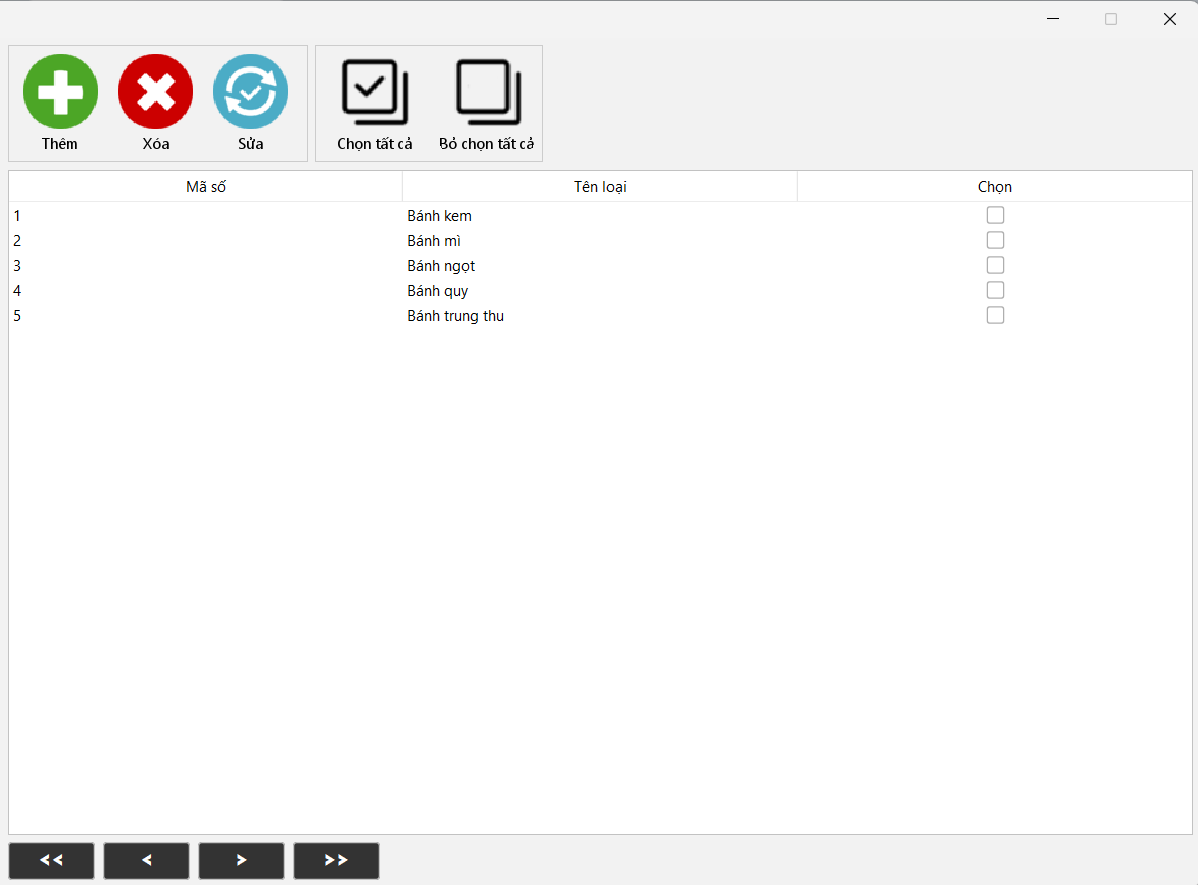 Thêm Xóa Sửa Chọn tất cả Bỏ chọn tất cả
Mã số Tên loại Chọn
1 Bánh kem
2 Bánh mì
3 Bánh ngọt
4 Bánh quy
5 Bánh trung thu
<< < > >>